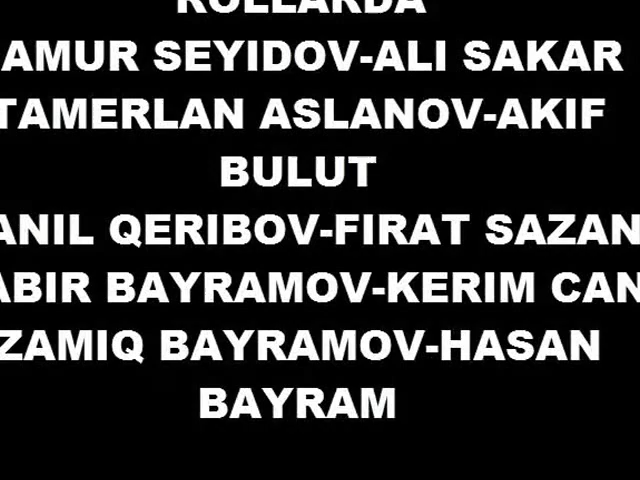 ROLLARDA
AMUR SEYIDOV-ALI SAKAR
TAMERLAN ASLANOV-AKIF
BULUT
ANIL QERIBOV-FIRAT SAZAN
ABIR BAYRAMOV-KERIM CAN
ZAMIQ BAYRAMOV-HASAN
BAYRAM